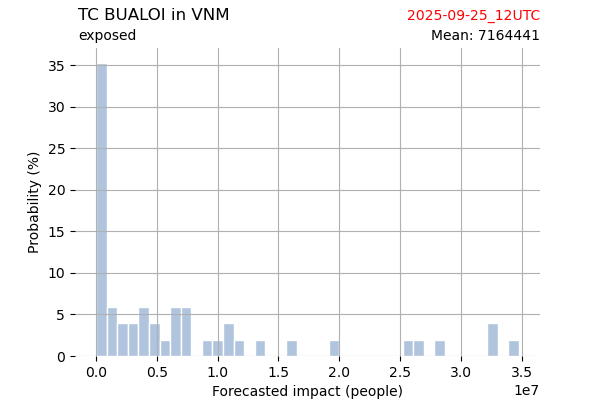 TC BUALOI in VNM
2025-09-25_12UTC
exposed
Mean: 7164441
Probability (%)
35
30
25
20
15
10
5
0
0.0
0.5
1.0
1.5
2.0
2.5
3.0
3.5
1e7
Forecasted impact (people)